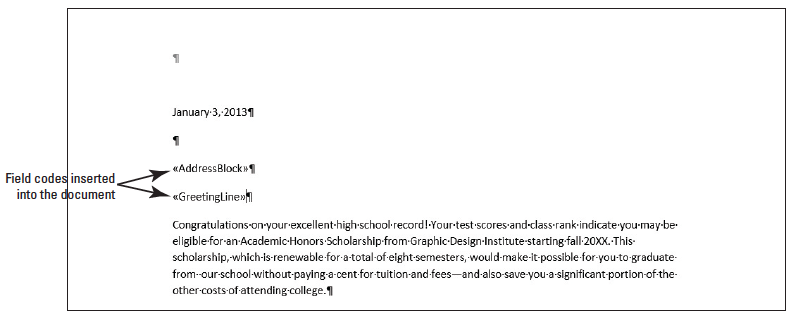 ¶
January·3,·2013¶
¶
«AddressBlock»¶
Field codes inserted
into the document
«GreetingLine»¶
Congratulations·on·your·excellent·high·school·record!·Your·test·scores·and·class·rank·indicate·you·may·be·
eligible·for·an·Academic·Honors·Scholarship·from·Graphic·Design·Institute·starting·fall·20XX.·This·
scholarship,·which·is·renewable·for·a·total·of·eight·semesters,·would·make·it·possible·for·you·to·graduate·
from··our·school·without·paying·a·cent·for·tuition·and·fees—and·also·save·you·a·significant·portion·of·the·
other·costs·of·attending·college.¶